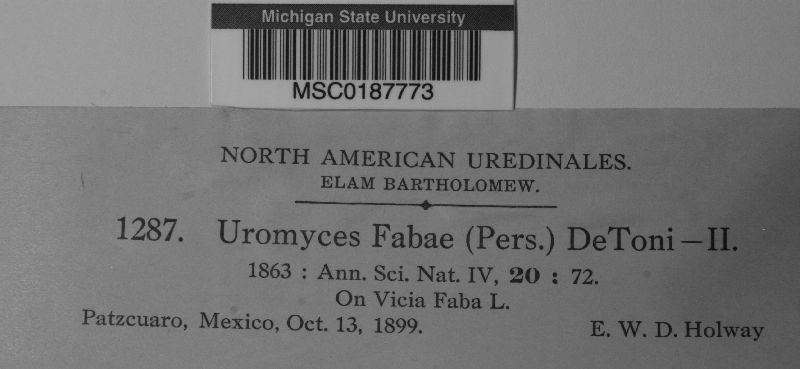 Michigan State University
MSC0187773
NORTH AMERICAN UREDINALES.
ELAM BARTHOLOMEW.
1287. Uromyces Fabae (Pers.) DeToni—II.
1863 : Ann. Sci. Nat. IV, 20 : 72.
On Vicia Faba L.
Patzcuaro, Mexico, Oct. 13, 1899. E. W. D. Holway